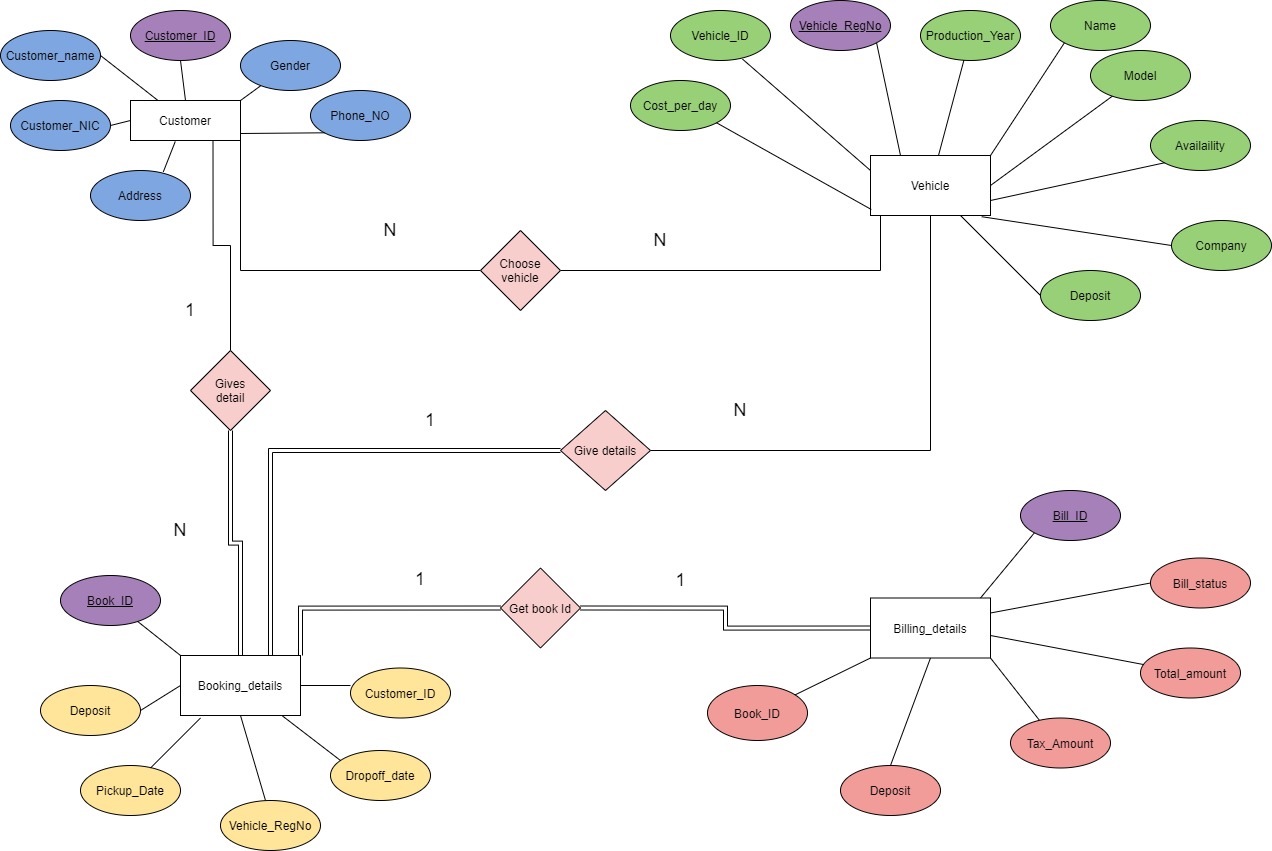 Customer_ID
Customer_name
Gender
Customer_NIC
Phone_NO
Customer
Address
Vehicle_ID
Vehicle_RegNo
Production_Year
Name
Model
Cost_per_day
Availaility
Vehicle
Company
Deposit
N
Choose
vehicle
N
1
Gives
detail
N
1
Give details
N
1
Get book Id
1
Book_ID
Booking_details
Customer_ID
Deposit
Pickup_Date
Vehicle_RegNo
Dropoff_date
Bill_ID
Bill_status
Billing_details
Total_amount
Book_ID
Tax_Amount
Deposit